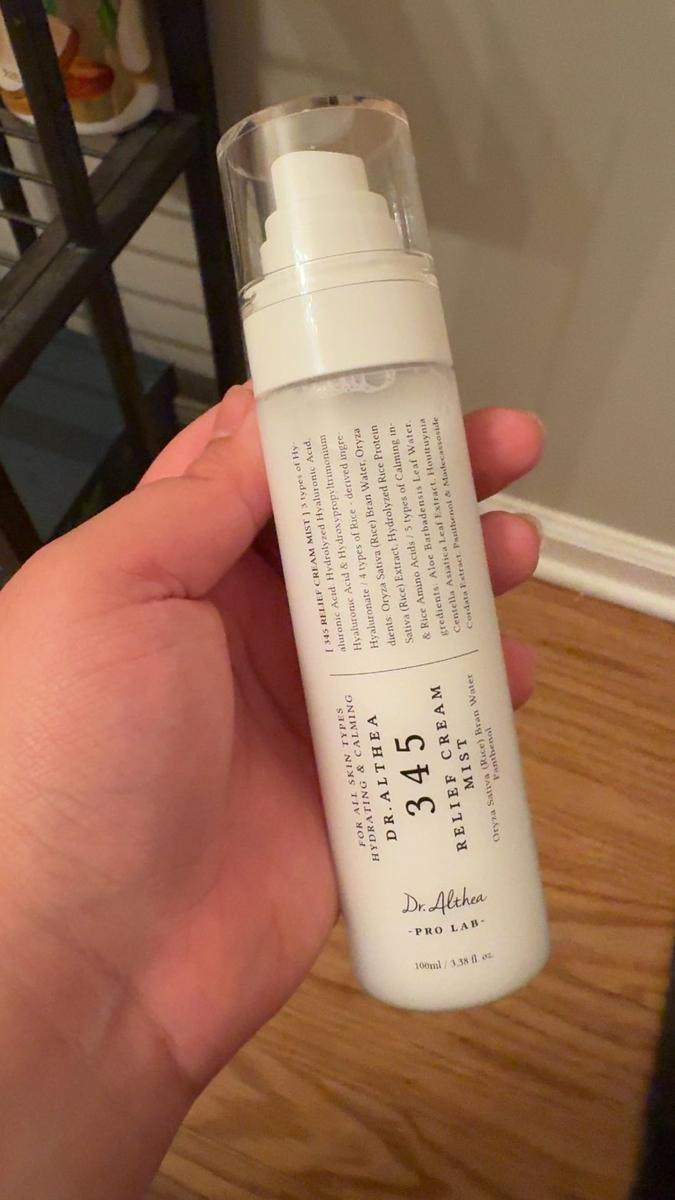 [ 345 RELIEF CREAM MIST ] 3 types of Hy-
aluronic Acid: Hydrolyzed Hyaluronic Acid,
Hyaluronic Acid & Hydroxypropyltrimonium
Hyaluronate / 4 types of Rice - derived ingre-
dients: Oryza Sativa (Rice) Bran Water, Oryza
Sativa (Rice) Extract, Hydrolyzed Rice Protein
& Rice Amino Acids / 5 types of Calming in-
gredients: Aloe Barbadensis Leaf Water,
Centella Asiatica Leaf Extract, Houttuynia
Cordata Extract, Panthenol & Madecassoside
FOR ALL SKIN TYPES
HYDRATING & CALMING
DR.ALTHEA
345
RELIEF CREAM
MIST
Oryza Sativa (Rice) Bran Water
Panthenol
Dr.Althea
-PRO LAB-
100ml / 3.38 fl. oz.